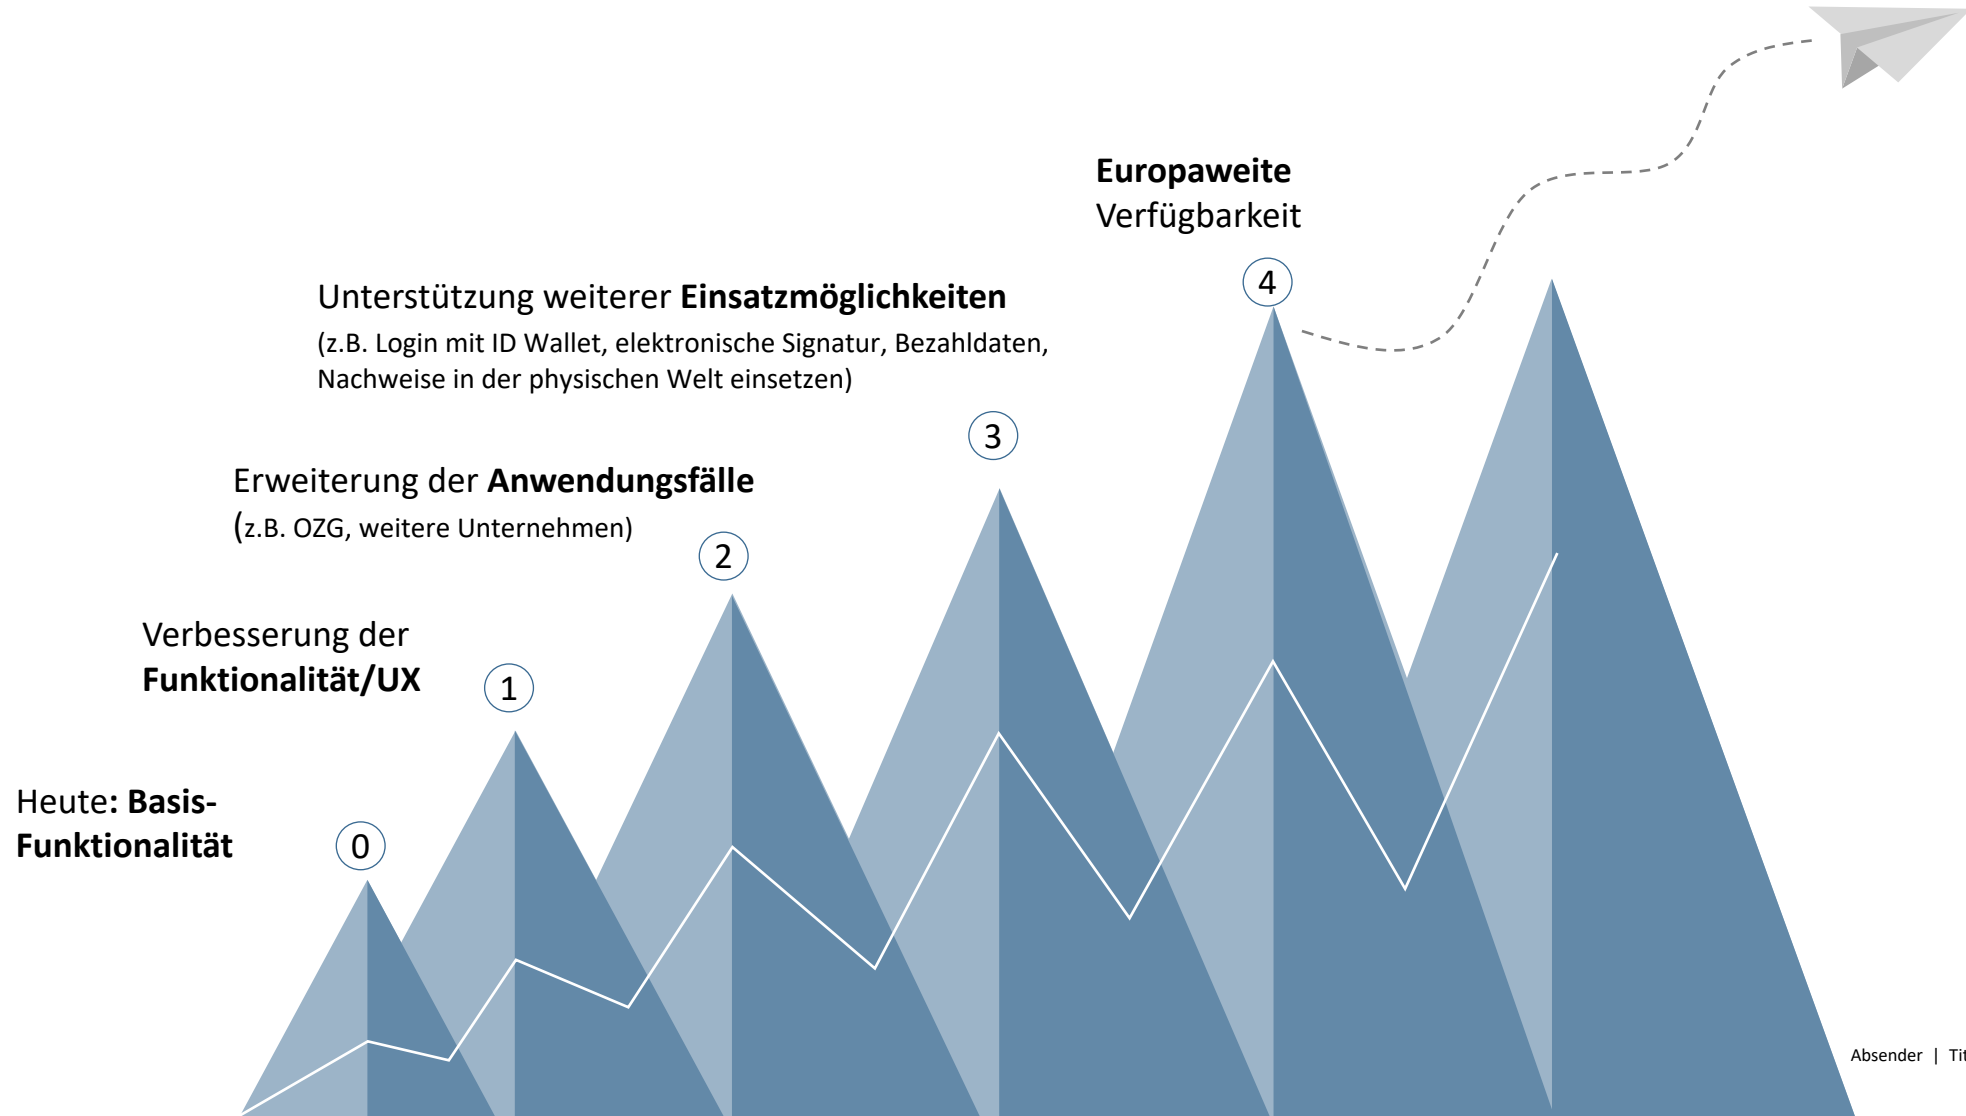 Europaweite
Verfügbarkeit
4
Unterstützung weiterer Einsatzmöglichkeiten
(z.B. Login mit ID Wallet, elektronische Signatur, Bezahldaten,
Nachweise in der physischen Welt einsetzen)
3
Erweiterung der Anwendungsfälle
(z.B. OZG, weitere Unternehmen)
2
Verbesserung der
Funktionalität/UX
1
Heute: Basis-
Funktionalität
0
Absender |